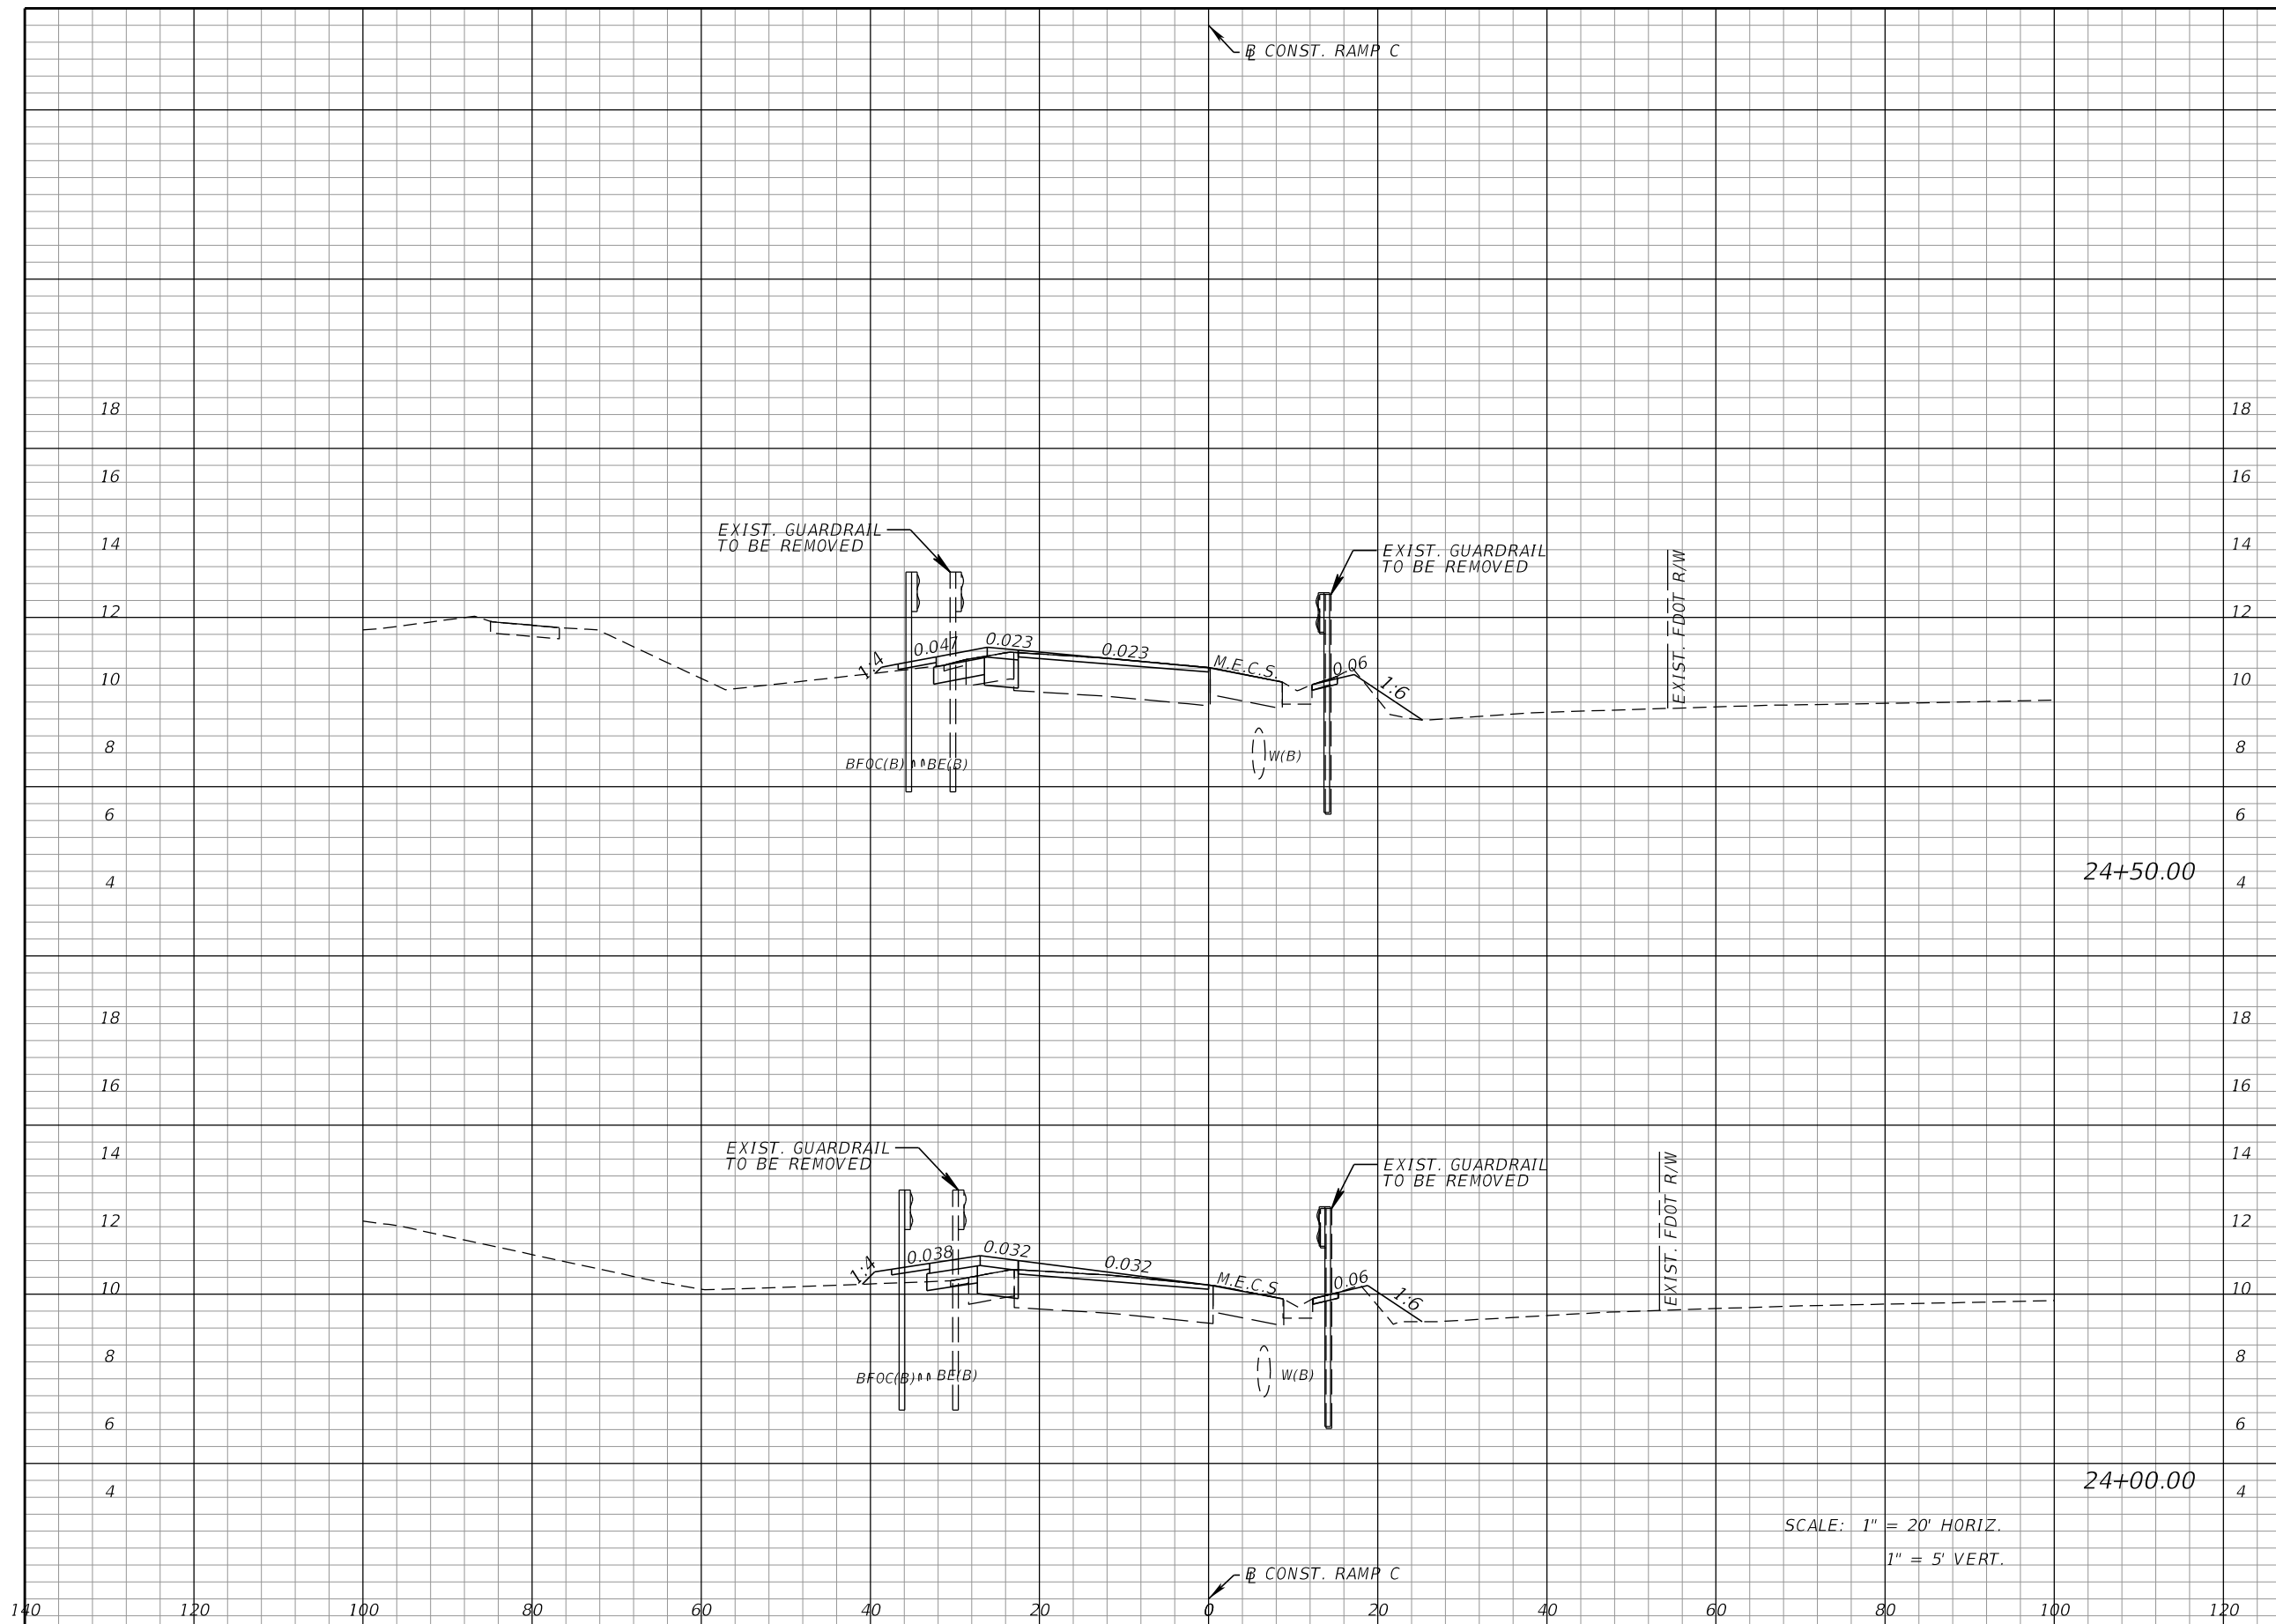 BL CONST. RAMP C
18 18
16 16
EXIST. GUARDRAIL
TO BE REMOVED
14 14
EXIST. GUARDRAIL
TO BE REMOVED
EXIST. FDOT R/W
12 12
1:4 0.047 0.023 0.023 M.E.C.S. 0.06 1:6
10 10
8 8
BFOC(B) BE(B) W(B)
6 6
24+50.00
4 4
18 18
16 16
EXIST. GUARDRAIL
TO BE REMOVED
14 14
EXIST. GUARDRAIL
TO BE REMOVED
EXIST. FDOT R/W
12 12
1:4 0.038 0.032 0.032 M.E.C.S. 0.06 1:6
10 10
8 8
BFOC(B) BE(B) W(B)
6 6
24+00.00
4 4
SCALE: 1" = 20' HORIZ.
1" = 5' VERT.
BL CONST. RAMP C
140 120 100 80 60 40 20 0 20 40 60 80 100 120